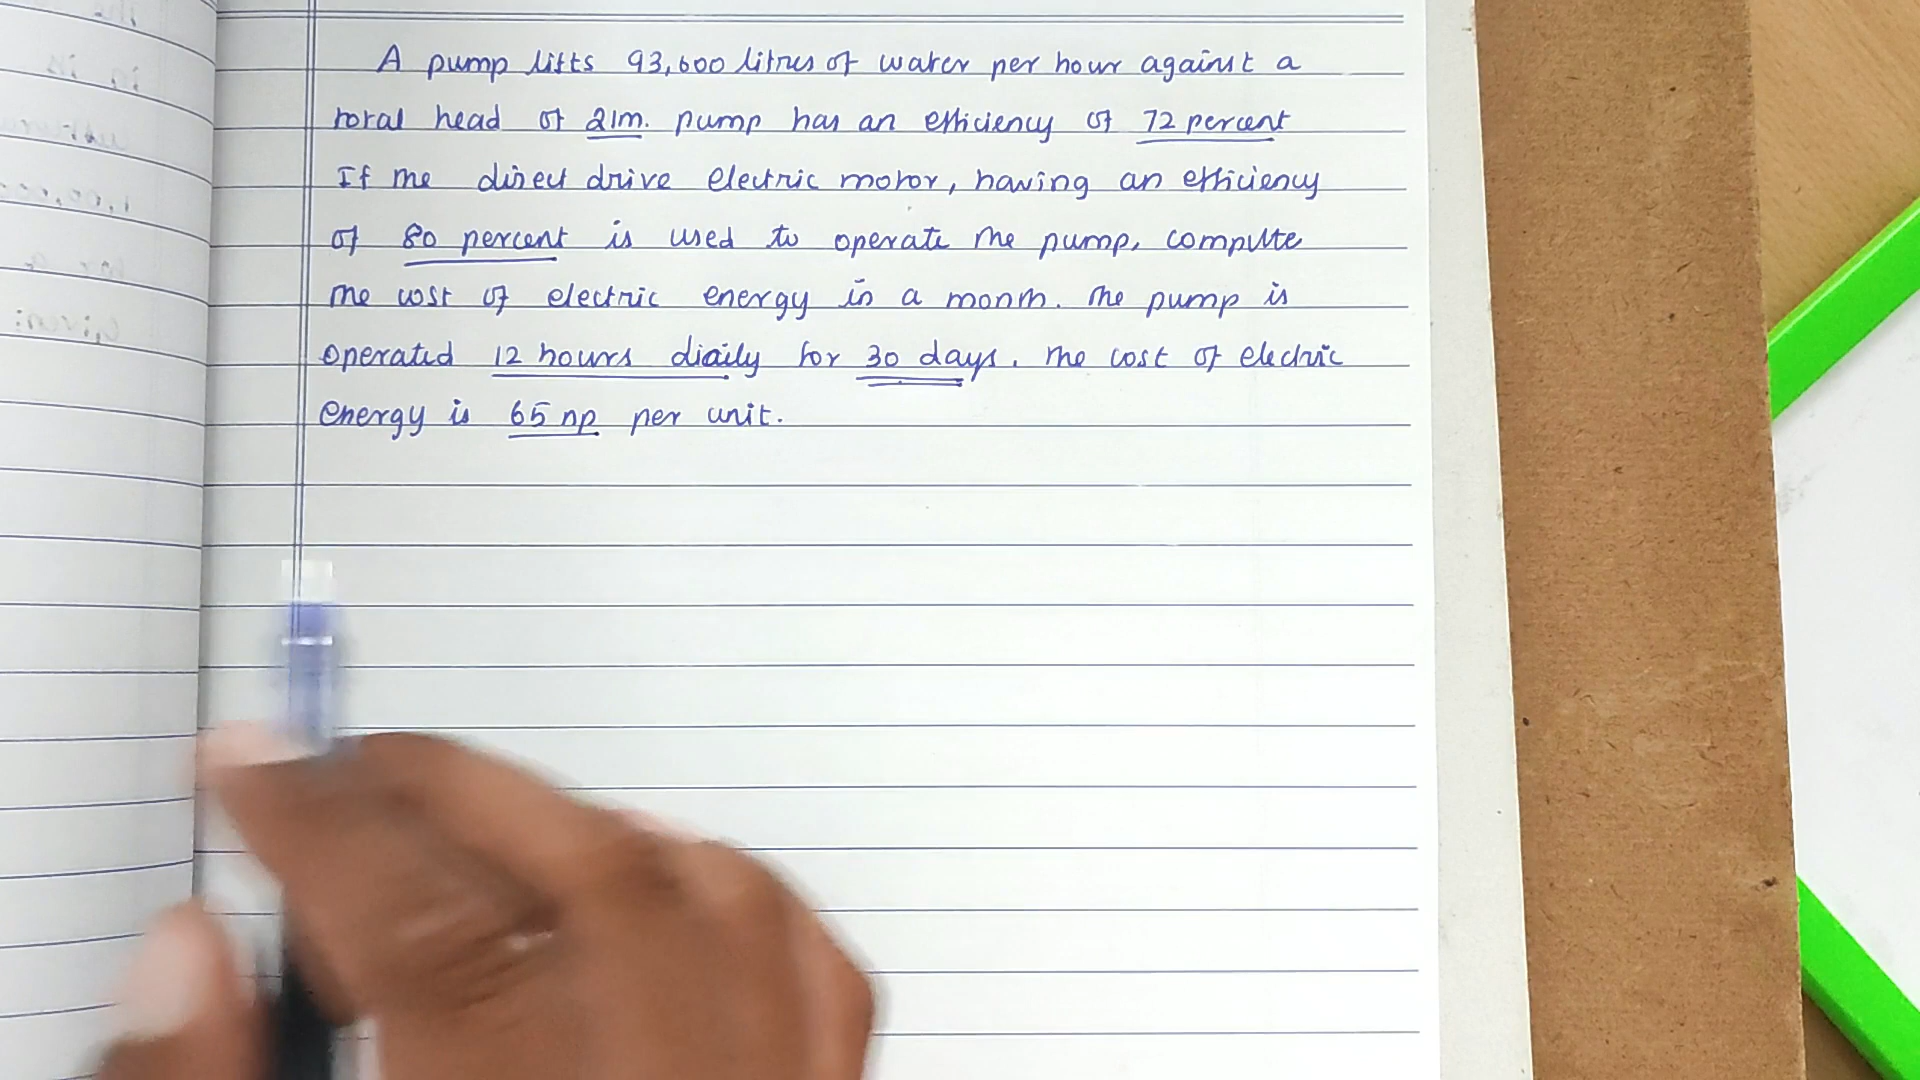 A pump lifts 93,600 litres of water per hour against a
total head of 21m. pump has an efficiency of 72 percent
If the direct drive electric motor, having an efficiency
of 80 percent is used to operate the pump, compute
the cost of electric energy in a month. The pump is
operated 12 hours diaily for 30 days. The cost of electric
energy is 65 np per unit.